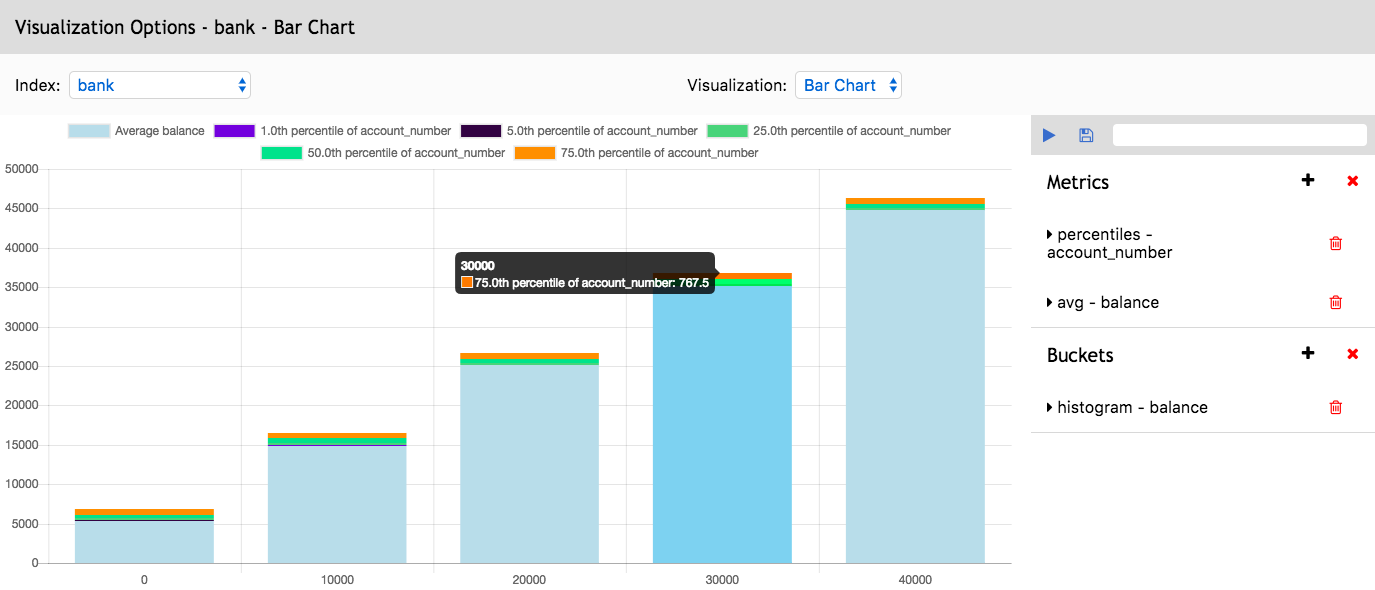 Visualization Options - bank - Bar Chart
Index: bank
Visualization: Bar Chart
Average balance 1.0th percentile of account_number 5.0th percentile of account_number 25.0th percentile of account_number
50.0th percentile of account_number 75.0th percentile of account_number
50000
45000
40000
35000
30000
25000
20000
15000
10000
5000
0
30000
75.0th percentile of account_number: 767.5
0 10000 20000 30000 40000
Metrics
percentiles -
account_number
avg - balance
Buckets
histogram - balance